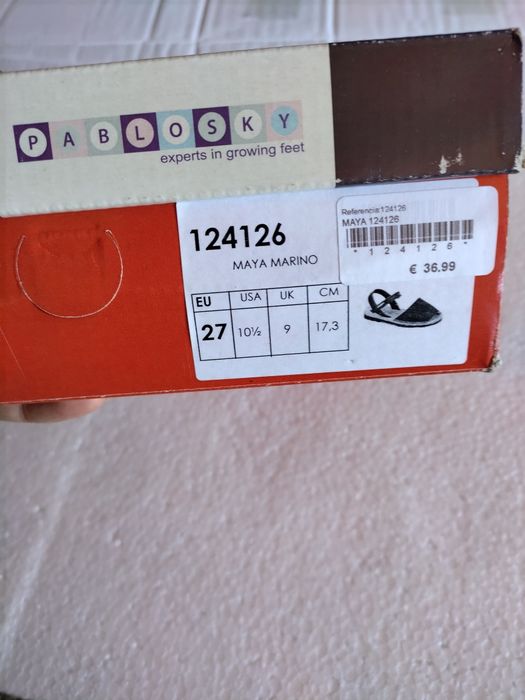 PABLOSKY
experts in growing feet
124126
MAYA MARINO
Referencia:124126
MAYA 124126
* 1 2 4 1 2 6 *
€ 36.99
EU USA UK CM
27 10½ 9 17,3